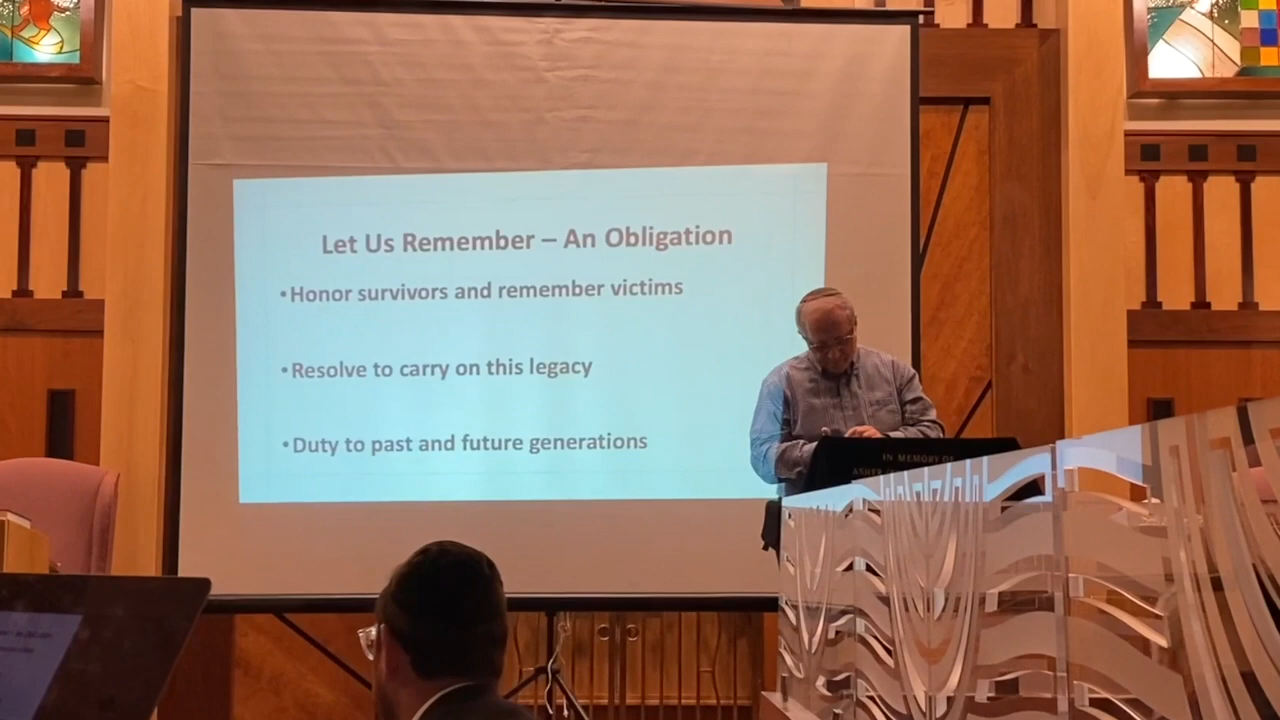 Let Us Remember – An Obligation
•Honor survivors and remember victims
•Resolve to carry on this legacy
•Duty to past and future generations
IN MEMORY OF
ASHER